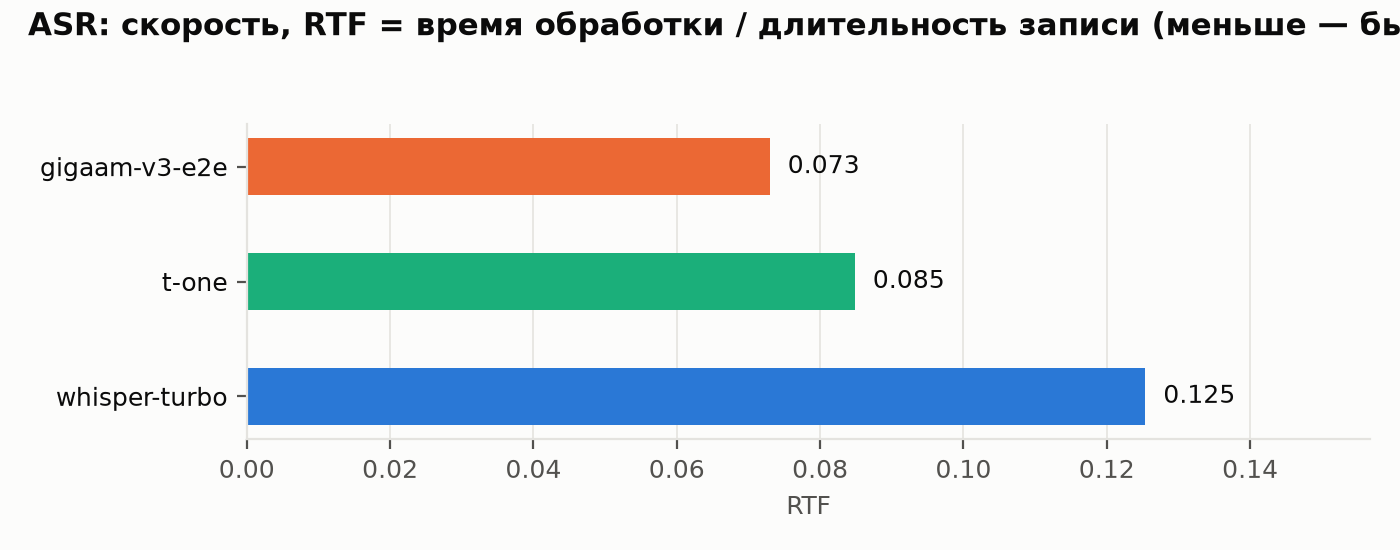 ASR: скорость, RTF = время обработки / длительность записи (меньше — бы
gigaam-v3-e2e
0.073
t-one
0.085
whisper-turbo
0.125
0.00 0.02 0.04 0.06 0.08 0.10 0.12 0.14
RTF